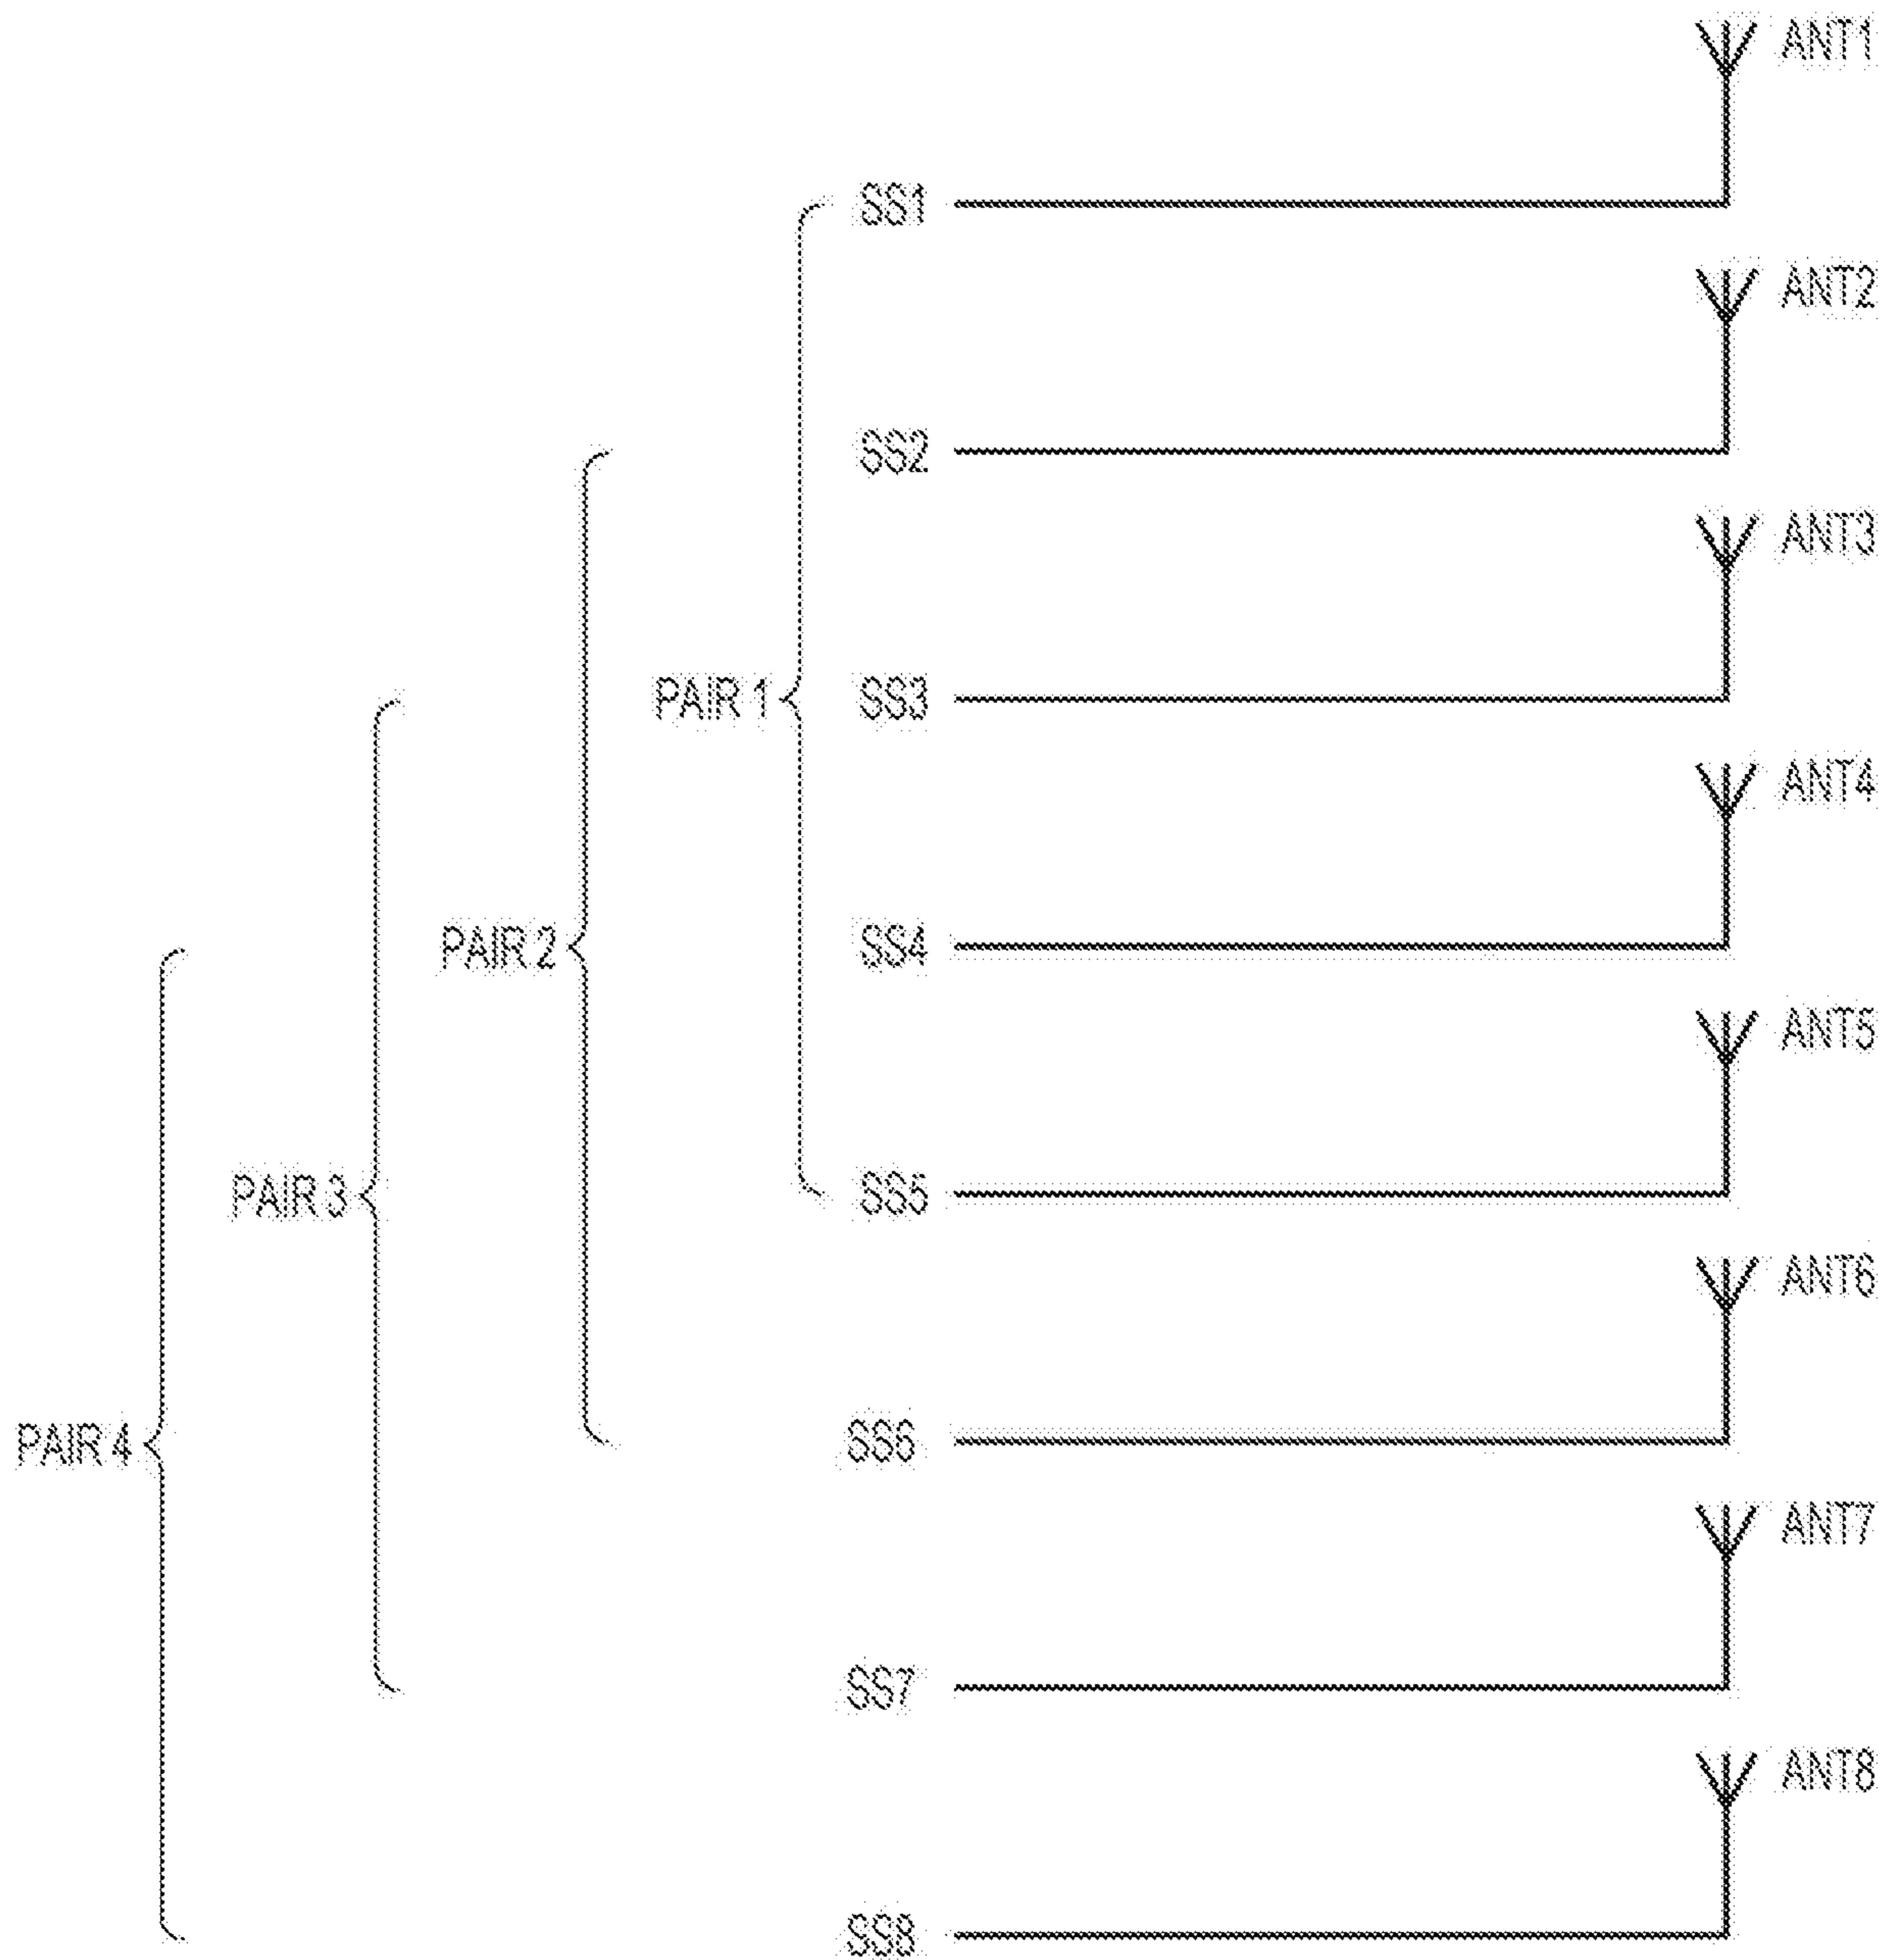 ANT1
SS1
ANT2
SS2
ANT3
PAIR 1
SS3
ANT4
PAIR 2
SS4
ANT5
PAIR 3
SS5
ANT6
PAIR 4
SS6
ANT7
SS7
ANT8
SS8